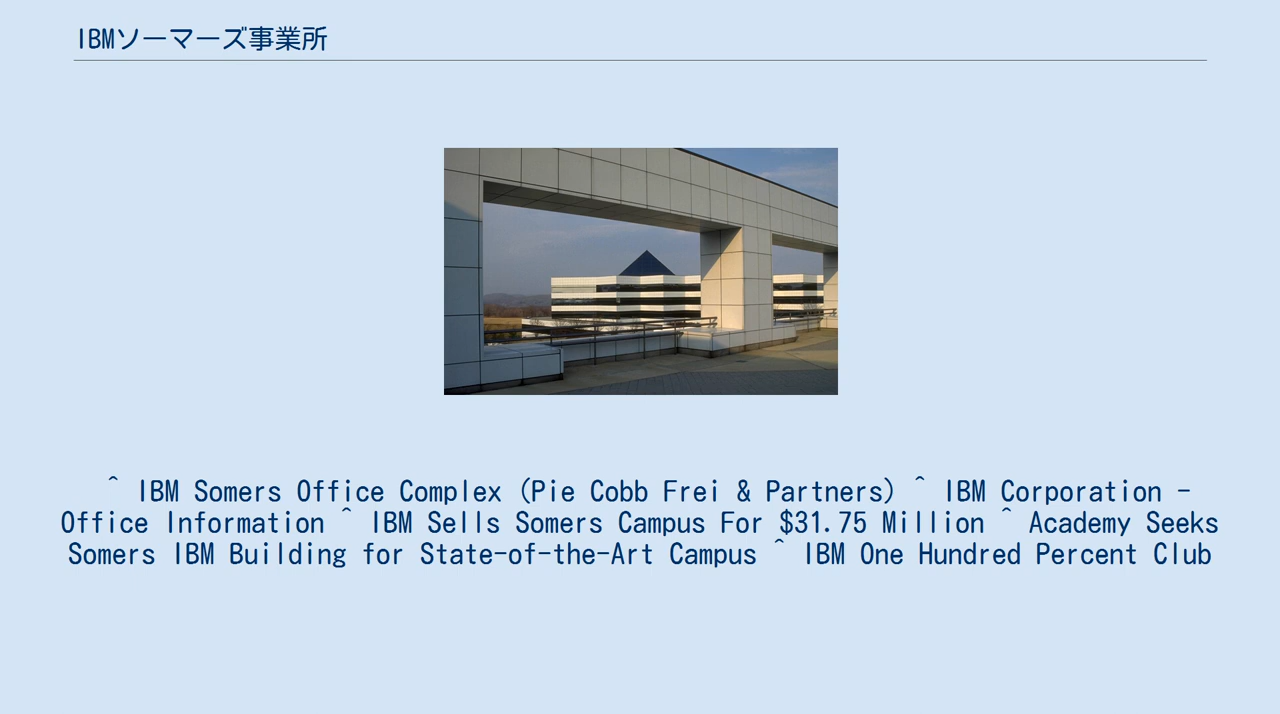 IBMソーマーズ事業所
^ IBM Somers Office Complex (Pie Cobb Frei & Partners) ^ IBM Corporation -
Office Information ^ IBM Sells Somers Campus For $31.75 Million ^ Academy Seeks
Somers IBM Building for State-of-the-Art Campus ^ IBM One Hundred Percent Club